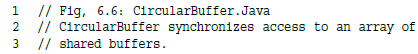 1 // Fig, 6.6: CircularBuffer.Java
2 // CircularBuffer synchronizes access to an array of
3 // shared buffers.